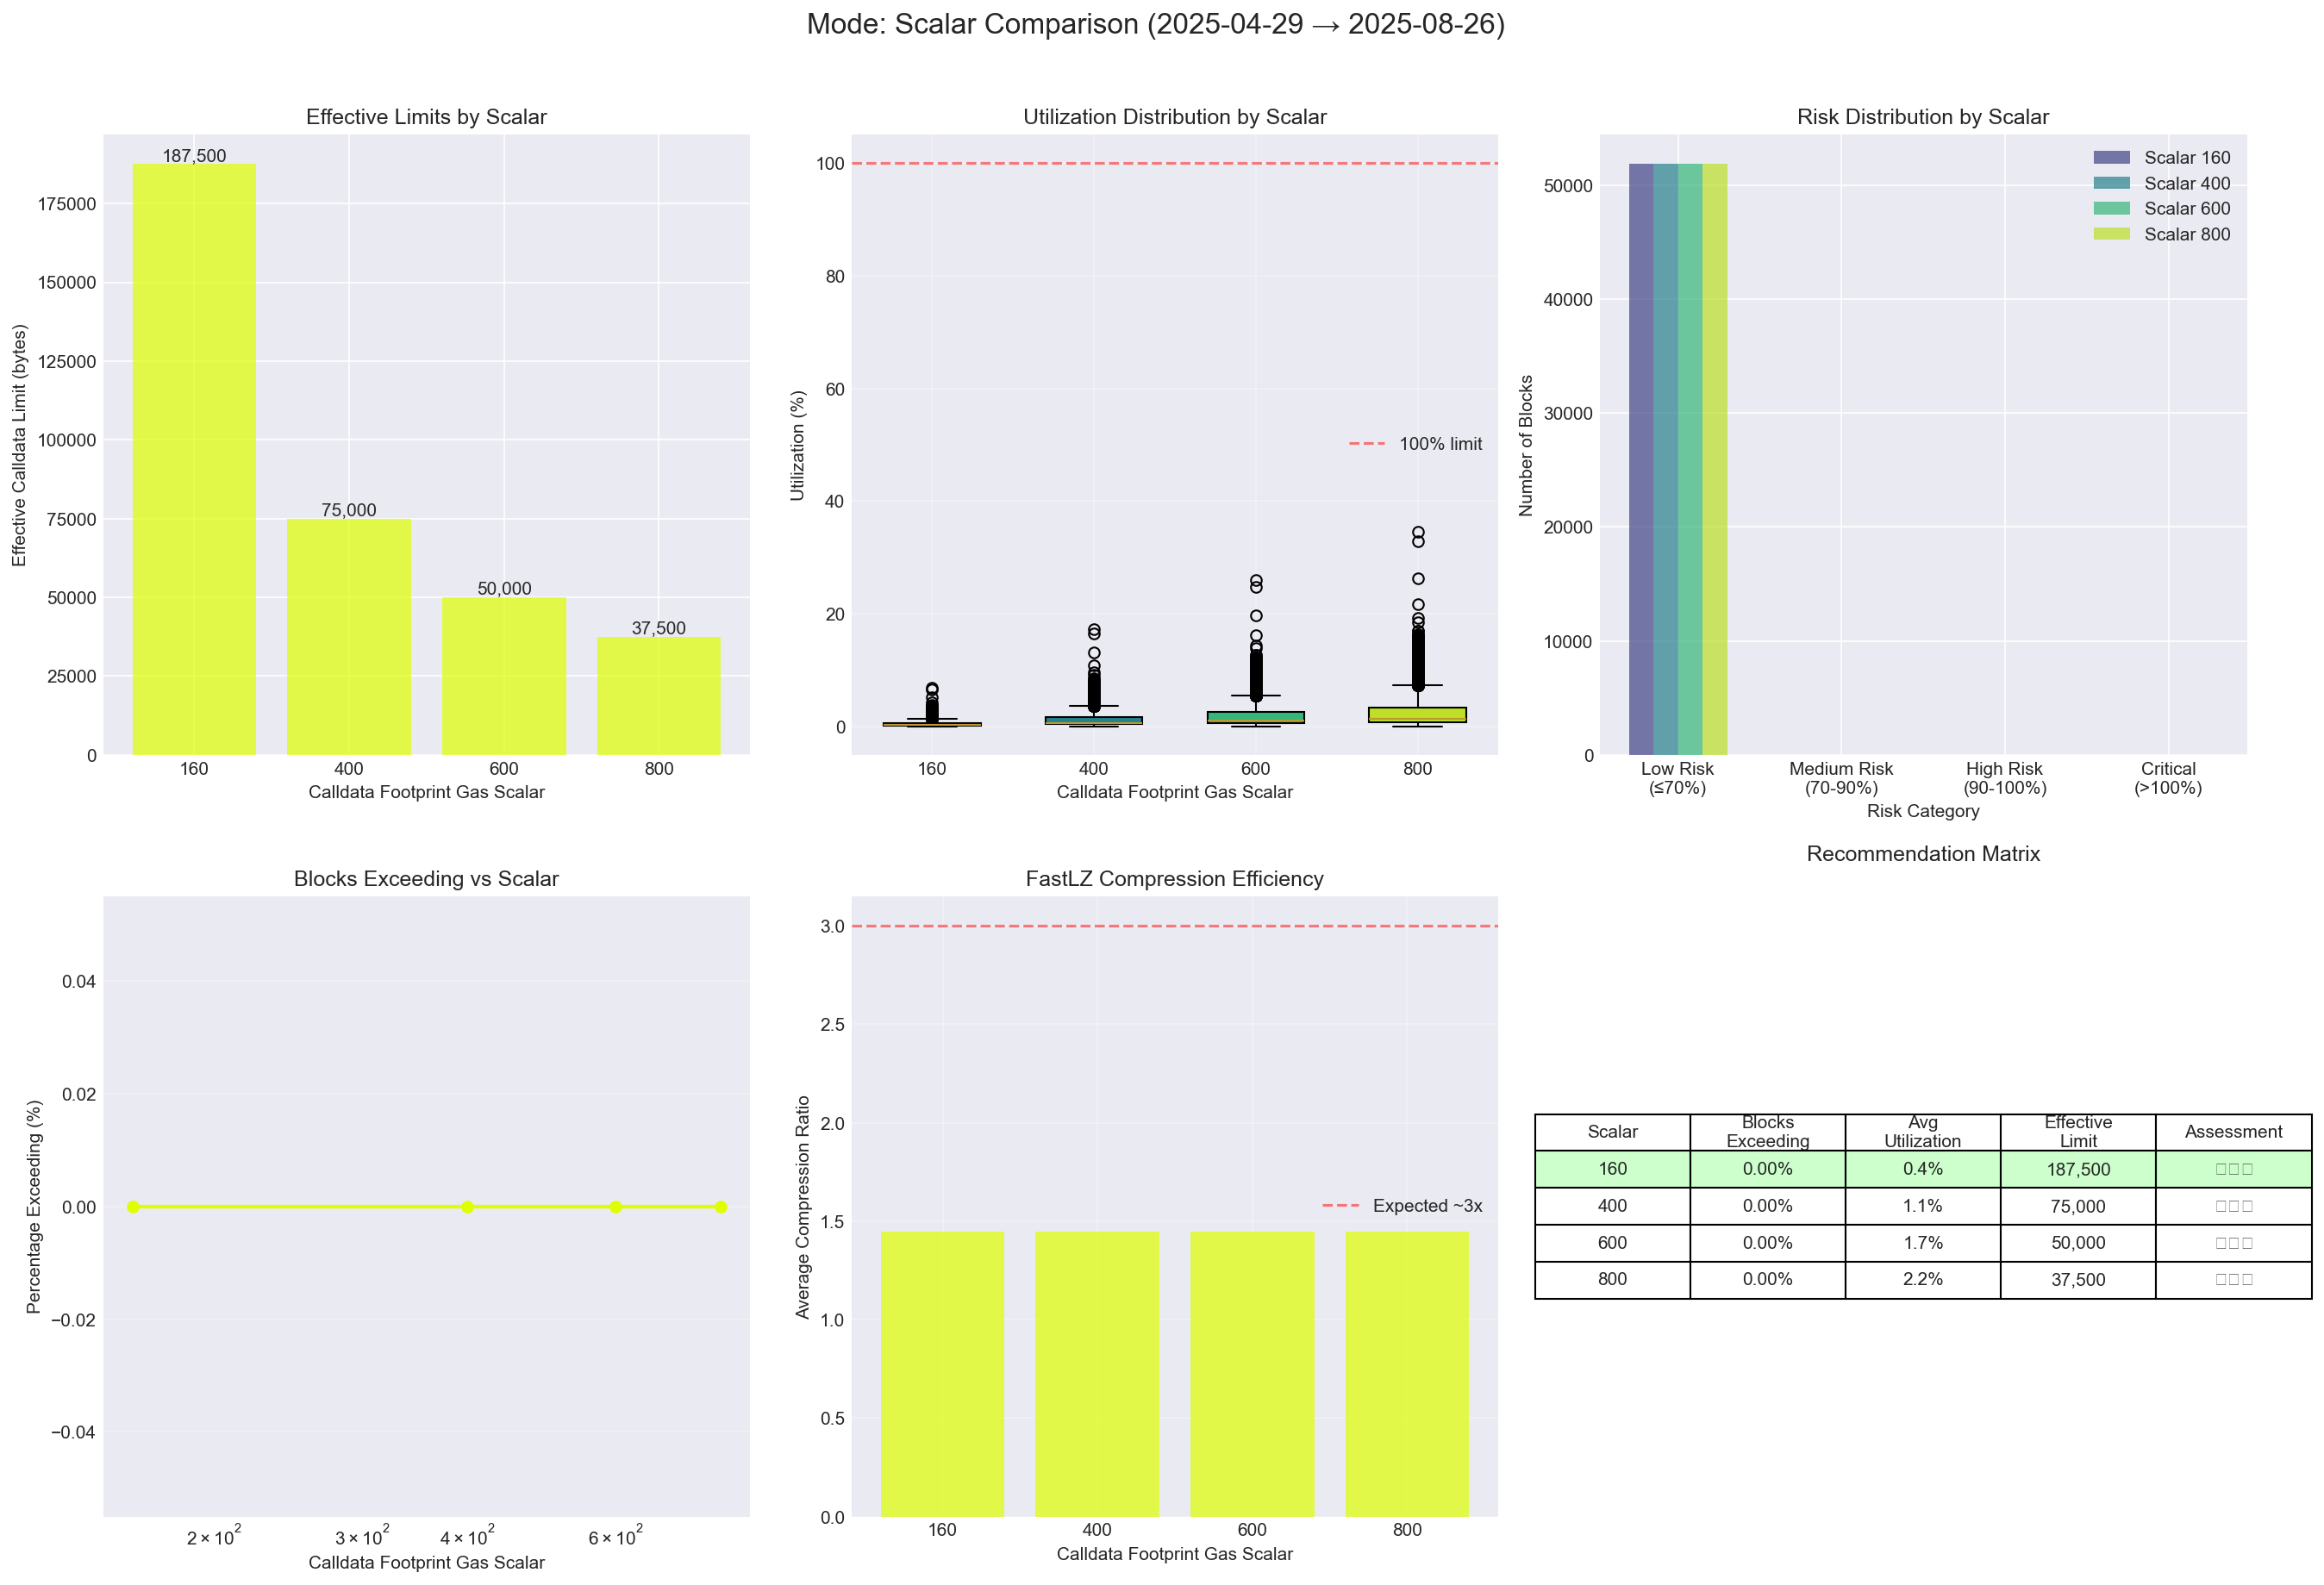 Mode: Scalar Comparison (2025-04-29 → 2025-08-26)
Effective Limits by Scalar
Effective Calldata Limit (bytes)
175000
150000
125000
100000
75000
50000
25000
0
187,500
75,000
50,000
37,500
160 400 600 800
Calldata Footprint Gas Scalar
Utilization Distribution by Scalar
Utilization (%)
100
80
60
40
20
0
100% limit
160 400 600 800
Calldata Footprint Gas Scalar
Risk Distribution by Scalar
Number of Blocks
50000
40000
30000
20000
10000
0
Scalar 160
Scalar 400
Scalar 600
Scalar 800
Low Risk Medium Risk High Risk Critical
(≤70%) (70-90%) (90-100%) (>100%)
Risk Category
Blocks Exceeding vs Scalar
Percentage Exceeding (%)
0.04
0.02
0.00
−0.02
−0.04
2 × 10² 3 × 10² 4 × 10² 6 × 10²
Calldata Footprint Gas Scalar
FastLZ Compression Efficiency
Average Compression Ratio
3.0
2.5
2.0
1.5
1.0
0.5
0.0
Expected ~3x
160 400 600 800
Calldata Footprint Gas Scalar
Recommendation Matrix
Scalar Blocks Exceeding Avg Utilization Effective Limit Assessment
160 0.00% 0.4% 187,500 □□□
400 0.00% 1.1% 75,000 □□□
600 0.00% 1.7% 50,000 □□□
800 0.00% 2.2% 37,500 □□□